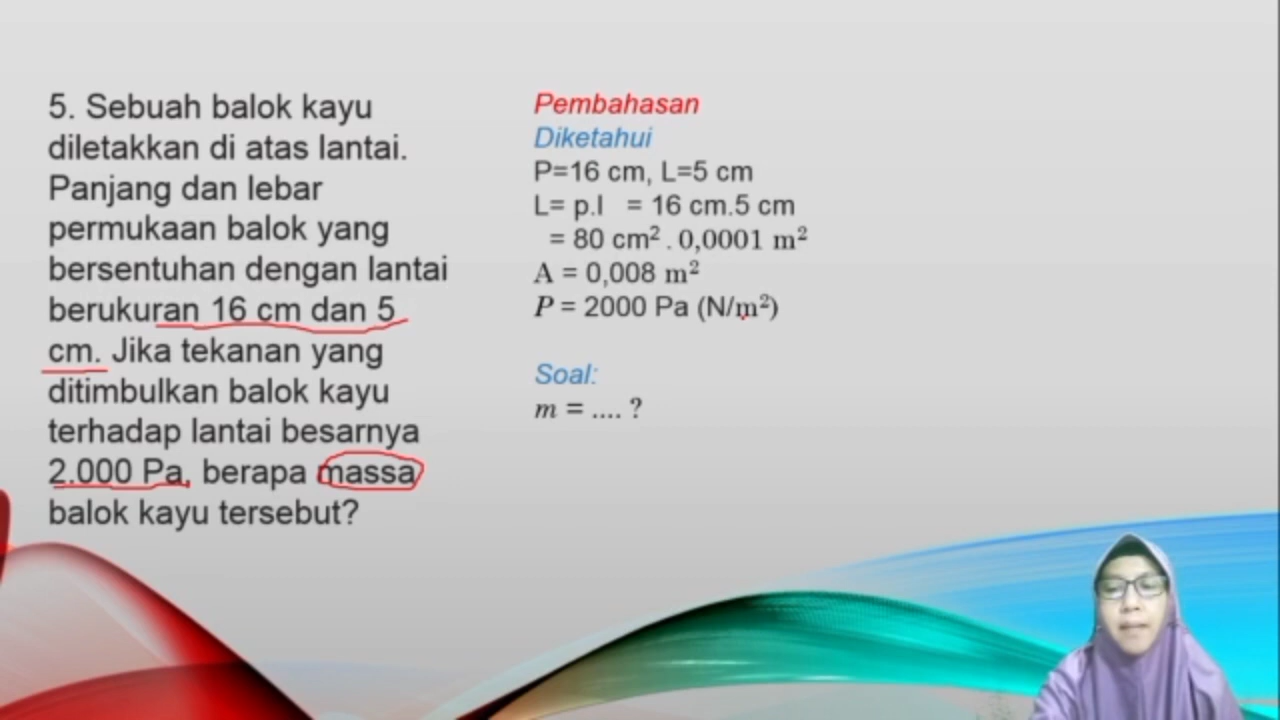 5. Sebuah balok kayu
diletakkan di atas lantai.
Panjang dan lebar
permukaan balok yang
bersentuhan dengan lantai
berukuran 16 cm dan 5
cm. Jika tekanan yang
ditimbulkan balok kayu
terhadap lantai besarnya
2.000 Pa, berapa massa
balok kayu tersebut?
Pembahasan
Diketahui
P=16 cm, L=5 cm
L= p.l = 16 cm.5 cm
= 80 cm² . 0,0001 m²
A = 0,008 m²
P = 2000 Pa (N/m²)
Soal:
m = .... ?